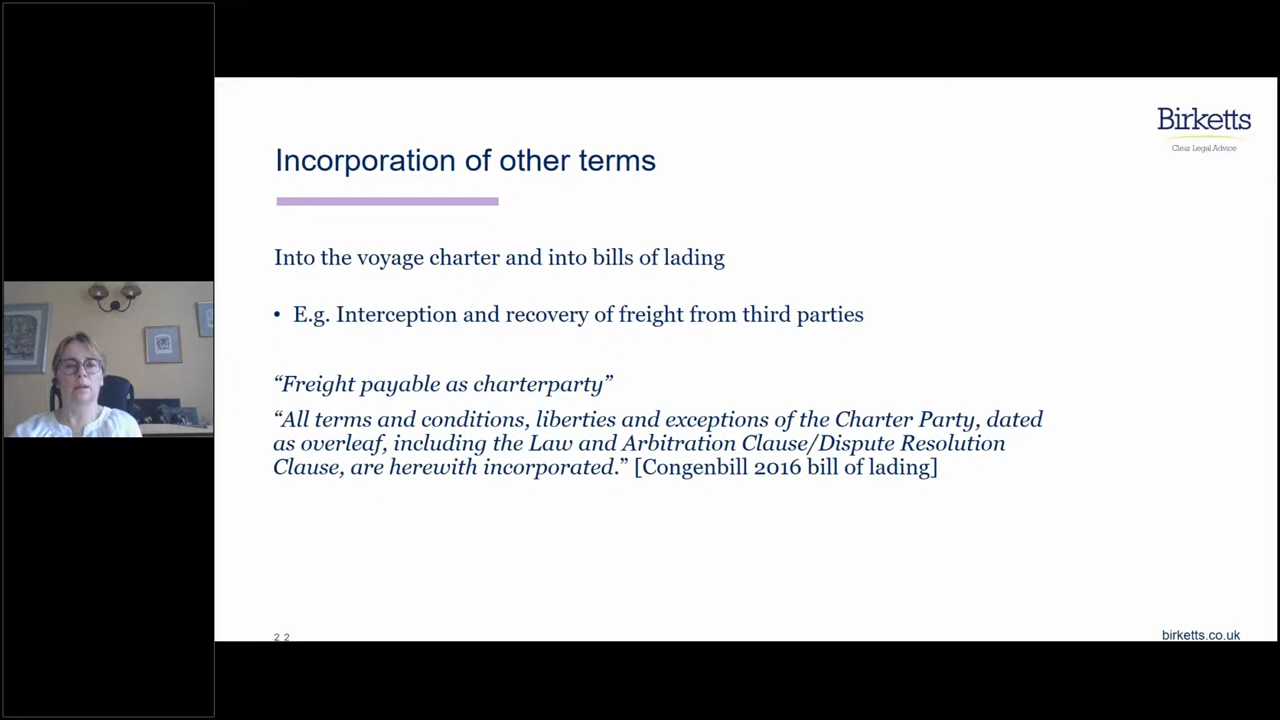 Birketts
Clear Legal Advice
Incorporation of other terms
Into the voyage charter and into bills of lading
• E.g. Interception and recovery of freight from third parties
“Freight payable as charterparty”
“All terms and conditions, liberties and exceptions of the Charter Party, dated
as overleaf, including the Law and Arbitration Clause/Dispute Resolution
Clause, are herewith incorporated.” [Congenbill 2016 bill of lading]
22
birketts.co.uk